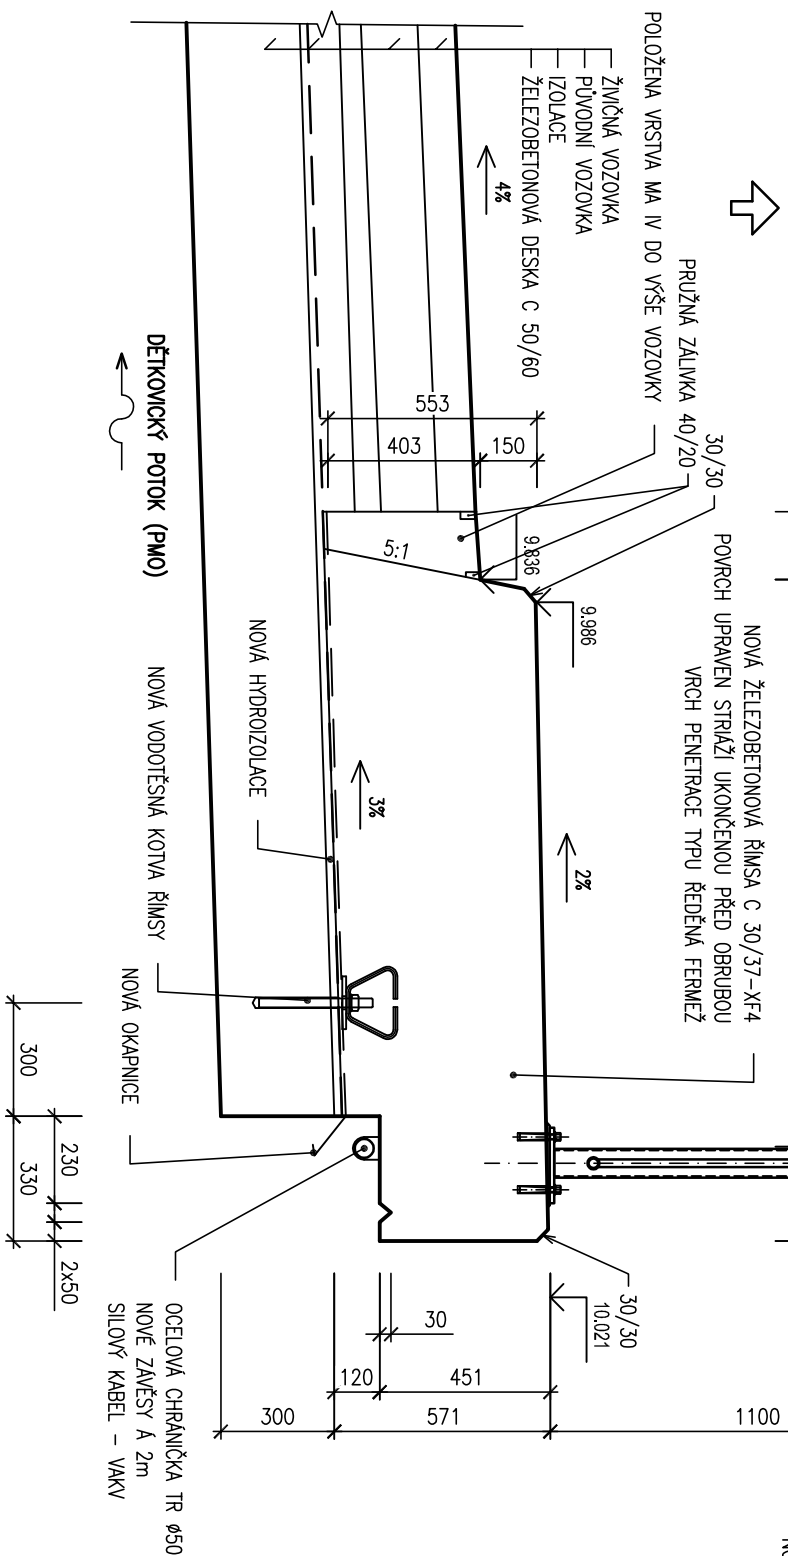 POLOŽENA VRSTVA MA IV DO VÝŠE VOZOVKY
PRUŽNÁ ZÁLIVKA 40/20
30/30
NOVÁ ŽELEZOBETONOVÁ ŘÍMSA C 30/37-XF4
POVRCH UPRAVEN STRIÁŽÍ UKONČENOU PŘED OBRUBOU
VRCH PENETRACE TYPU ŘEDĚNÁ FERMEŽ
ŽIVIČNÁ VOZOVKA
PŮVODNÍ VOZOVKA
IZOLACE
ŽELEZOBETONOVÁ DESKA C 50/60
4%
553
403
150
5:1
9.836
9.986
2%
3%
DĚTKOVICKÝ POTOK (PMO)
NOVÁ HYDROIZOLACE
NOVÁ VODOTĚSNÁ KOTVA ŘÍMSY
NOVÁ OKAPNICE
300
330
230
2x50
OCELOVÁ CHRÁNIČKA TR ø50
NOVÉ ZÁVĚSY Á 2m
SILOVÝ KABEL - VAKV
30/30
10.021
30
120
451
300
571
1100